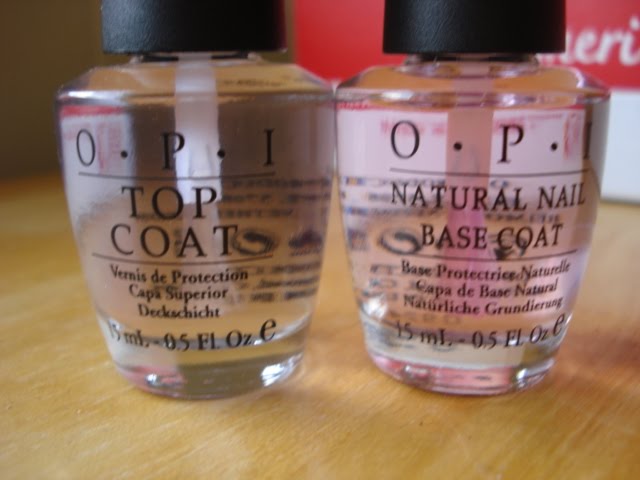 O · P · I
TOP
COAT
Vernis de Protection
Capa Superior
Deckschicht
15 mL - 0.5 Fl. Oz. e
O · P · I
NATURAL NAIL
BASE COAT
Base Protectrice Naturelle
Capa de Base Natural
Natürliche Grundierung
15 mL - 0.5 Fl. Oz. e